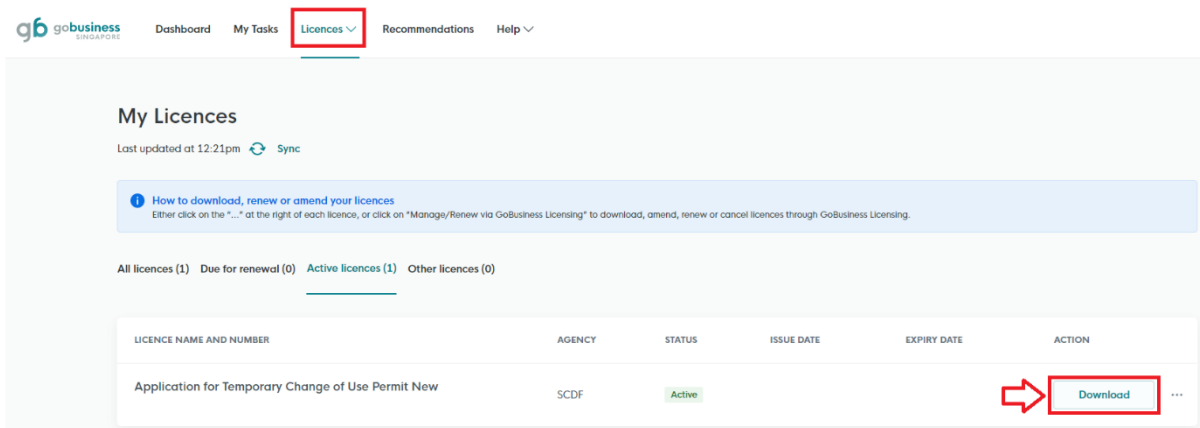 gb gobusiness
SINGAPORE
Dashboard My Tasks Licences Recommendations Help
My Licences
Last updated at 12:21pm Sync
i How to download, renew or amend your licences
Either click on the "..." at the right of each licence, or click on "Manage/Renew via GoBusiness Licensing" to download, amend, renew or cancel licences through GoBusiness Licensing.
All licences (1) Due for renewal (0) Active licences (1) Other licences (0)
LICENCE NAME AND NUMBER AGENCY STATUS ISSUE DATE EXPIRY DATE ACTION
Application for Temporary Change of Use Permit New SCDF Active Download ...